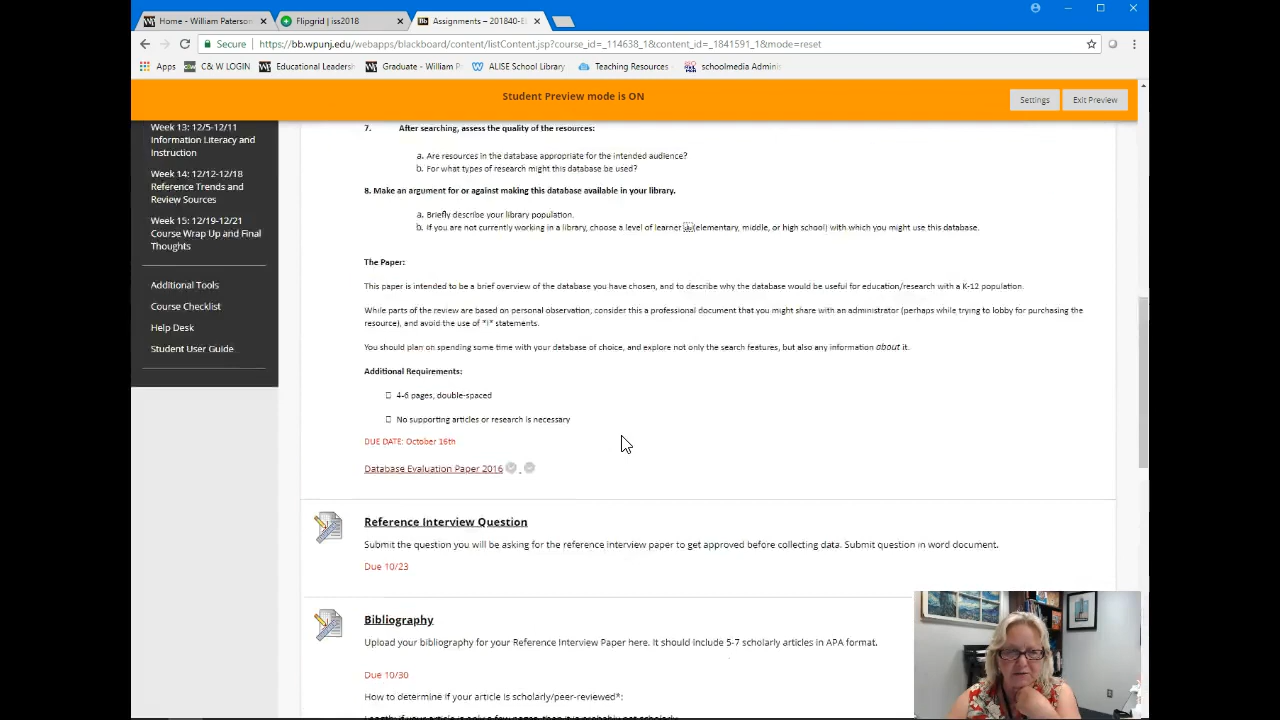 Home - William Paterson
Flipgrid | iss2018
Assignments – 201840-E
Secure
https://bb.wpunj.edu/webapps/blackboard/content/listContent.jsp?course_id=_114638_1&content_id=_1841591_1&mode=reset
Apps
C&W LOGIN
Educational Leadersh
Graduate - William P
ALISE School Library
Teaching Resources
schoolmedia Admin
Student Preview mode is ON
Settings
Exit Preview
Week 13: 12/5-12/11
Information Literacy and
Instruction
Week 14: 12/12-12/18
Reference Trends and
Review Sources
Week 15: 12/19-12/21
Course Wrap Up and Final
Thoughts
Additional Tools
Course Checklist
Help Desk
Student User Guide
7. After searching, assess the quality of the resources:
a. Are resources in the database appropriate for the intended audience?
b. For what types of research might this database be used?
8. Make an argument for or against making this database available in your library.
a. Briefly describe your library population.
b. If you are not currently working in a library, choose a level of learner (elementary, middle, or high school) with which you might use this database.
The Paper:
This paper is intended to be a brief overview of the database you have chosen, and to describe why the database would be useful for education/research with a K-12 population.
While parts of the review are based on personal observation, consider this a professional document that you might share with an administrator (perhaps while trying to lobby for purchasing the
resource), and avoid the use of "I" statements.
You should plan on spending some time with your database of choice, and explore not only the search features, but also any information about it.
Additional Requirements:
4-6 pages, double-spaced
No supporting articles or research is necessary
DUE DATE: October 16th
Database Evaluation Paper 2016
Reference Interview Question
Submit the question you will be asking for the reference interview paper to get approved before collecting data. Submit question in word document.
Due 10/23
Bibliography
Upload your bibliography for your Reference Interview Paper here. It should include 5-7 scholarly articles in APA format.
Due 10/30
How to determine if your article is scholarly/peer-reviewed*:
Length-if your article is only a few pages, then it is probably not scholarly